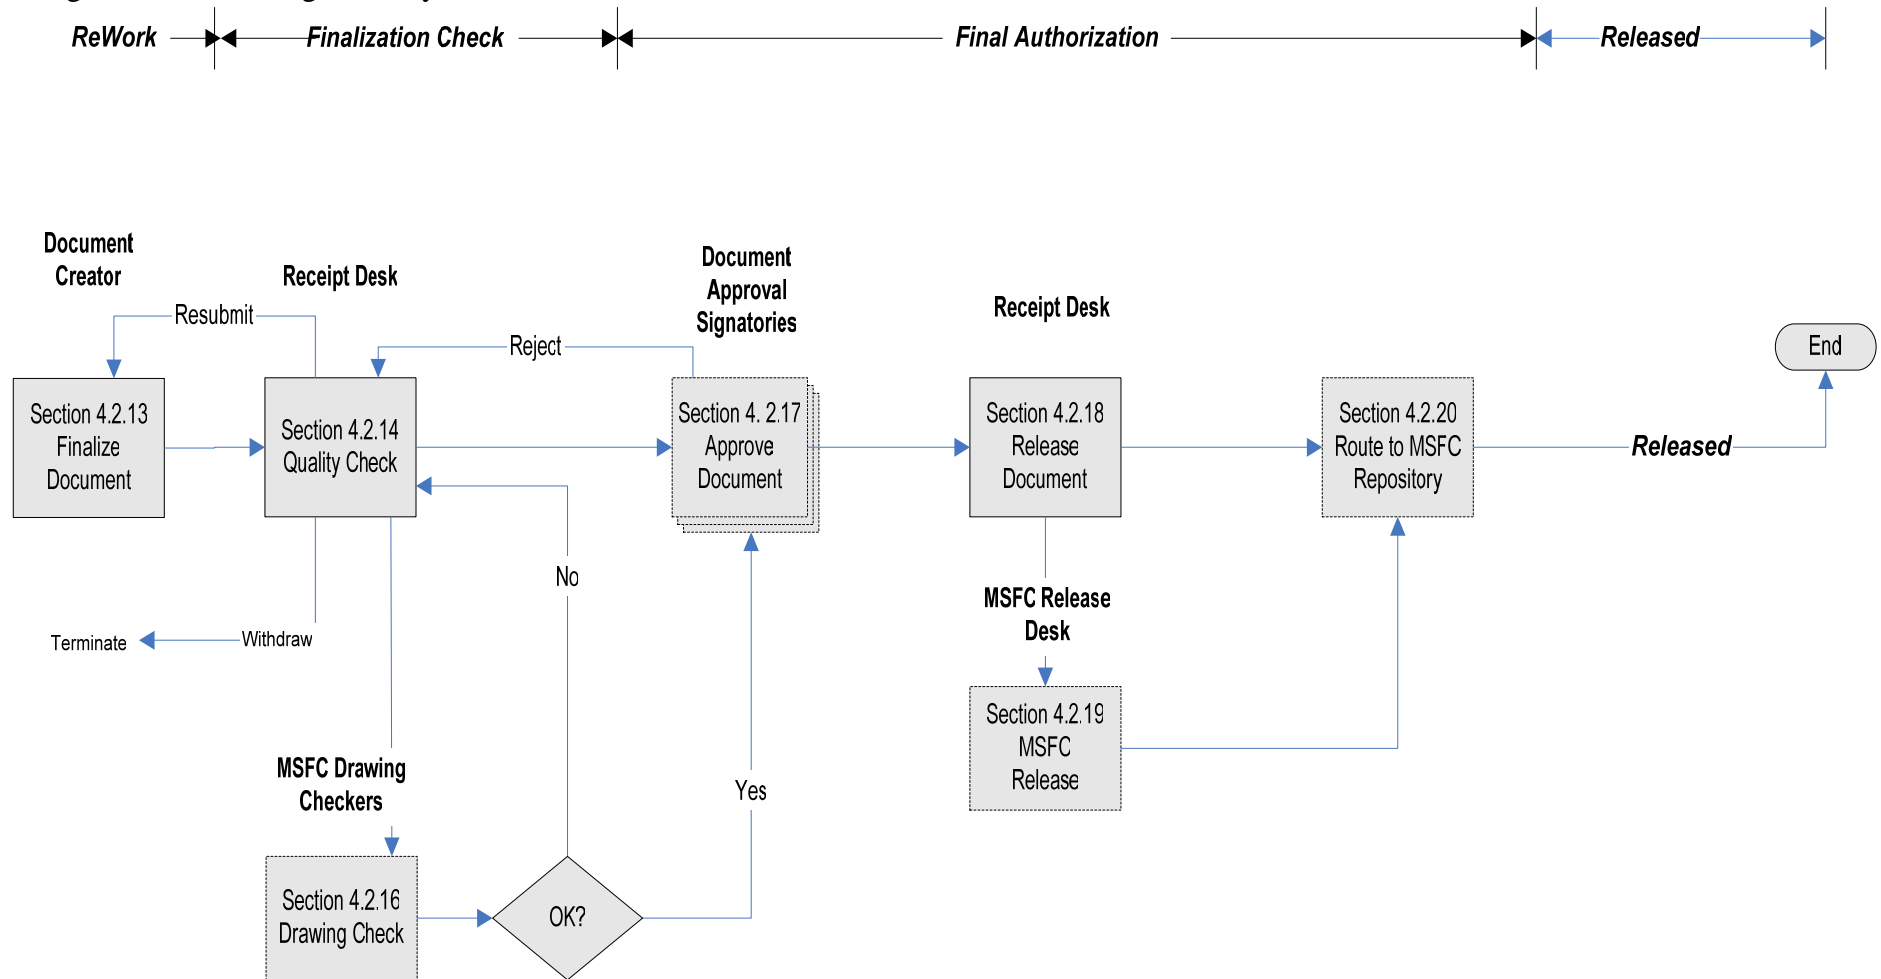 ReWork
Finalization Check
Final Authorization
Released
Document
Creator
Receipt Desk
Document
Approval
Signatories
Receipt Desk
Resubmit
Reject
End
Section 4.2.13
Finalize
Document
Section 4.2.14
Quality Check
Section 4. 2.17
Approve
Document
Section 4.2.18
Release
Document
Section 4.2.20
Route to MSFC
Repository
Released
No
MSFC Release
Desk
Terminate
Withdraw
Section 4.2.19
MSFC
Release
MSFC Drawing
Checkers
Yes
Section 4.2.16
Drawing Check
OK?